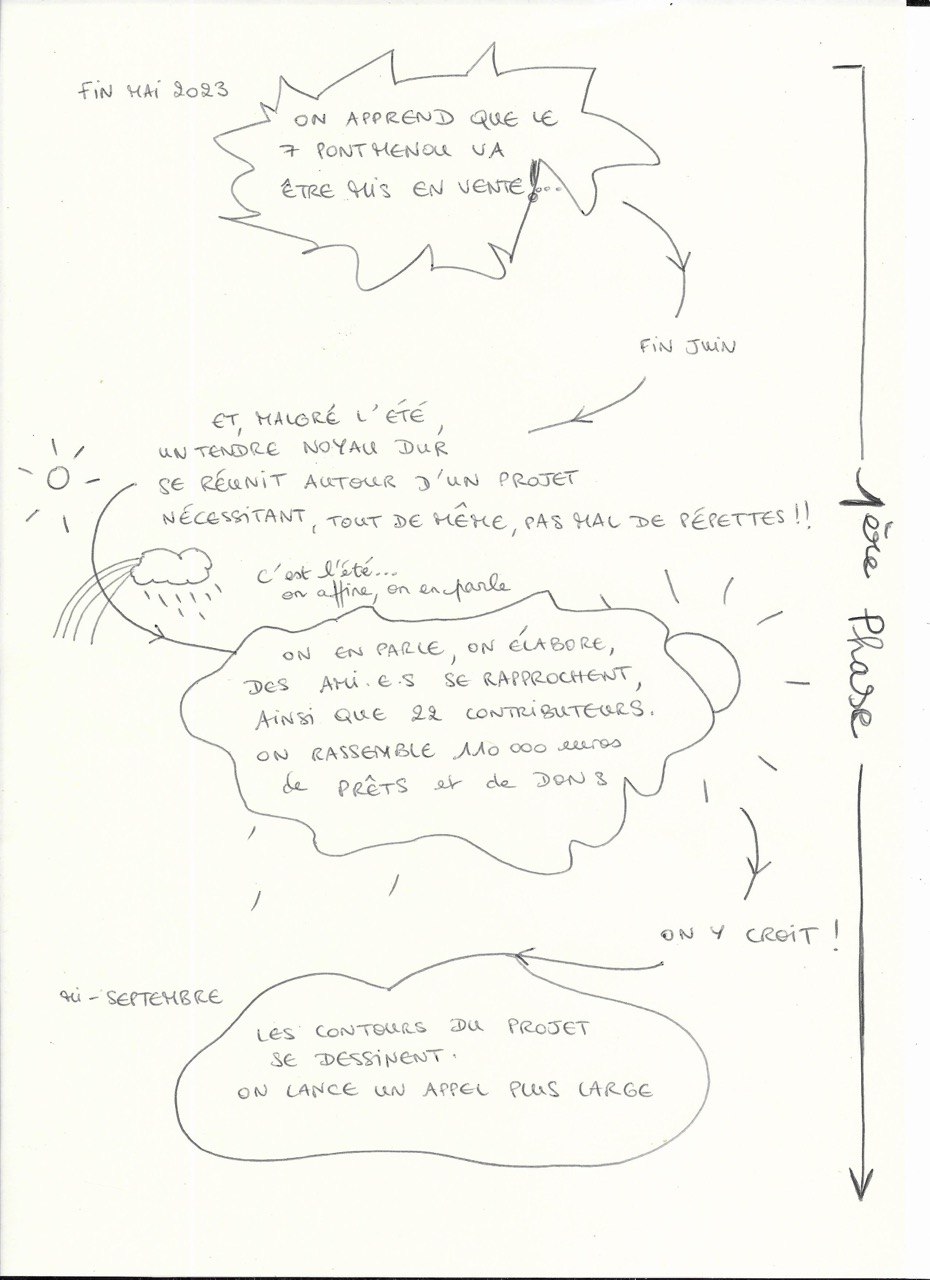 FIN MAI 2023
ON APPREND QUE LE
7 PONT MENOU VA
ÊTRE MIS EN VENTE!...
FIN JUIN
ET, MALGRÉ L'ÉTÉ,
UN TENDRE NOYAU DUR
SE RÉUNIT AUTOUR D'UN PROJET
NÉCESSITANT, TOUT DE MÊME, PAS MAL DE PÉPETTES!!
C'est l'été...
on affine, on en parle
ON EN PARLE, ON ÉLABORE,
DES AMI.E.S SE RAPPROCHENT,
AINSI QUE 22 CONTRIBUTEURS.
ON RASSEMBLE 110 000 euros
de PRÊTS et de DONS
ON Y CROIT !
MI-SEPTEMBRE
LES CONTOURS DU PROJET
SE DESSINENT.
ON LANCE UN APPEL PLUS LARGE
1ère Phase